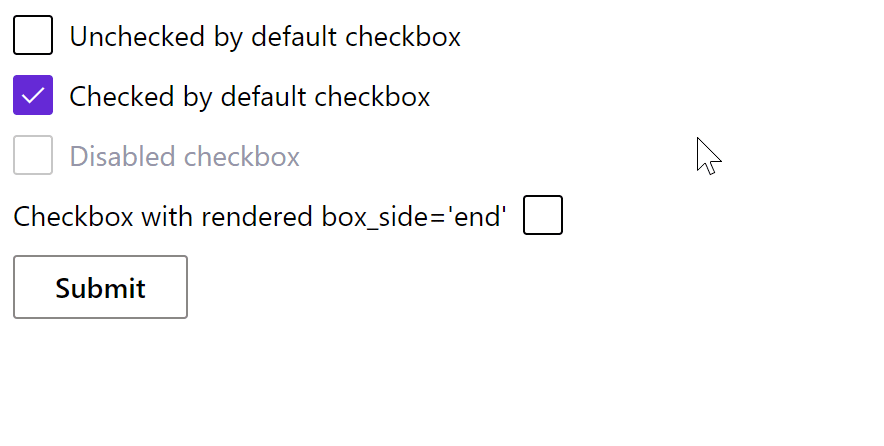 Unchecked by default checkbox
Checked by default checkbox
Disabled checkbox
Checkbox with rendered box_side='end'
Submit